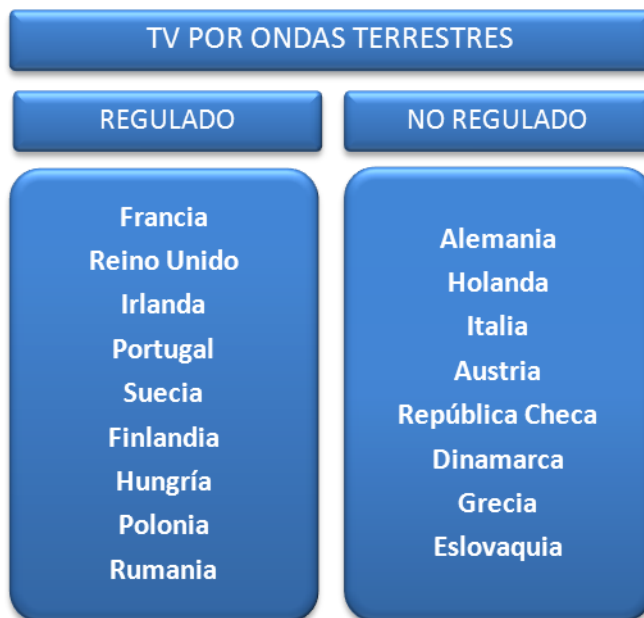 TV POR ONDAS TERRESTRES
REGULADO
NO REGULADO
Francia
Reino Unido
Irlanda
Portugal
Suecia
Finlandia
Hungría
Polonia
Rumania
Alemania
Holanda
Italia
Austria
República Checa
Dinamarca
Grecia
Eslovaquia